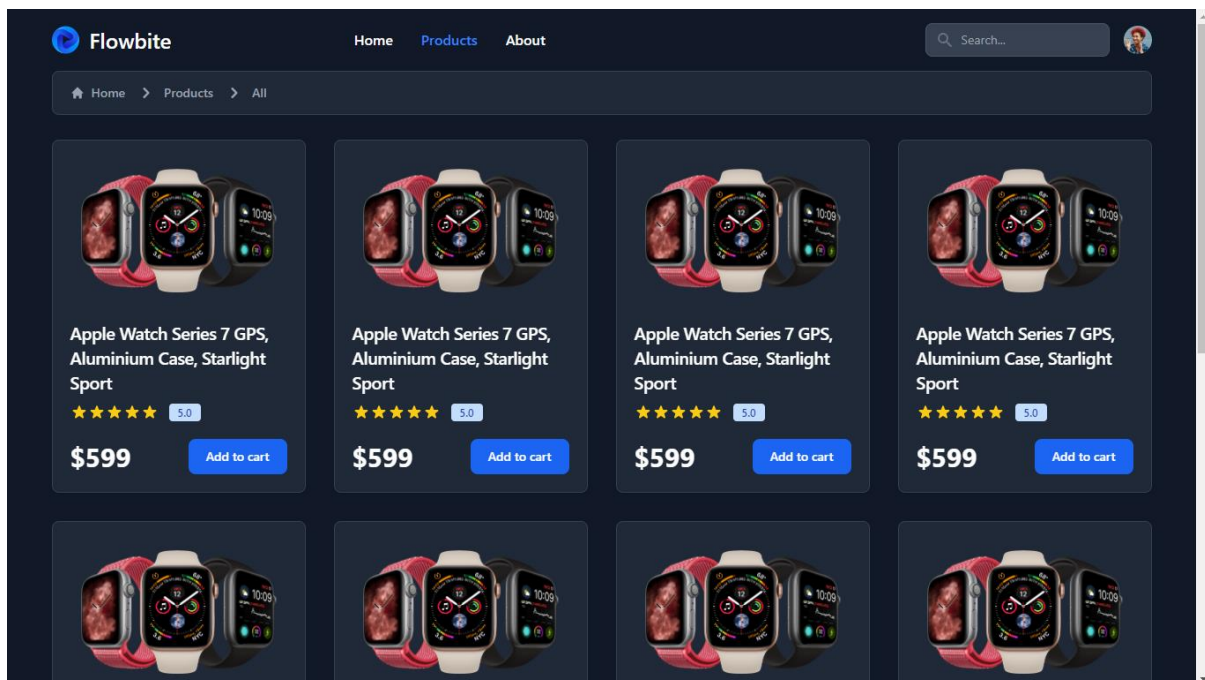 Flowbite
Home Products About
Search...
Home > Products > All
Apple Watch Series 7 GPS,
Aluminium Case, Starlight
Sport
5.0
$599 Add to cart
Apple Watch Series 7 GPS,
Aluminium Case, Starlight
Sport
5.0
$599 Add to cart
Apple Watch Series 7 GPS,
Aluminium Case, Starlight
Sport
5.0
$599 Add to cart
Apple Watch Series 7 GPS,
Aluminium Case, Starlight
Sport
5.0
$599 Add to cart